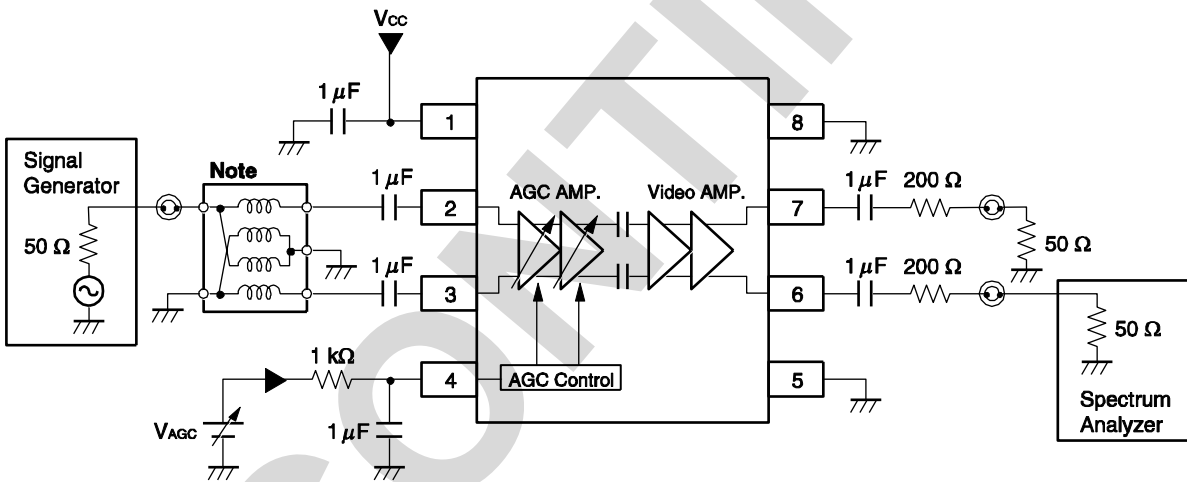 VCC
1 μF
1
8
Signal
Generator
50 Ω
Note
1 μF
2
AGC AMP.
Video AMP.
7
1 μF
200 Ω
50 Ω
1 μF
3
6
1 μF
200 Ω
50 Ω
1 kΩ
4
AGC Control
5
VAGC
1 μF
Spectrum
Analyzer
CONTIN